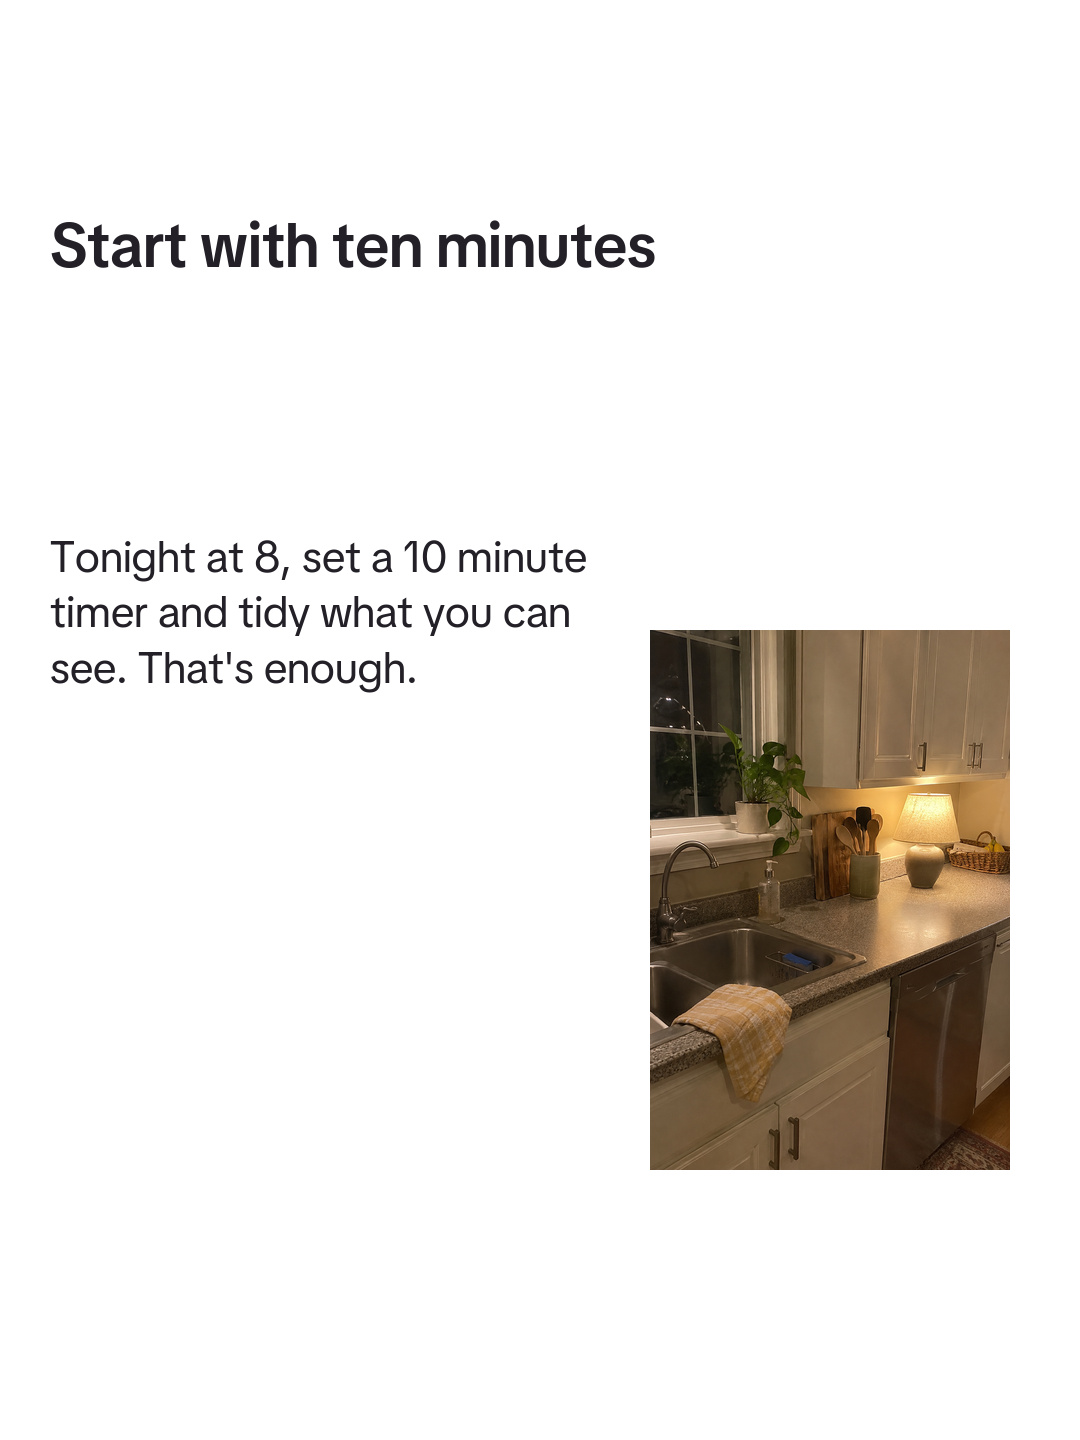 Start with ten minutes
Tonight at 8, set a 10 minute
timer and tidy what you can
see. That's enough.